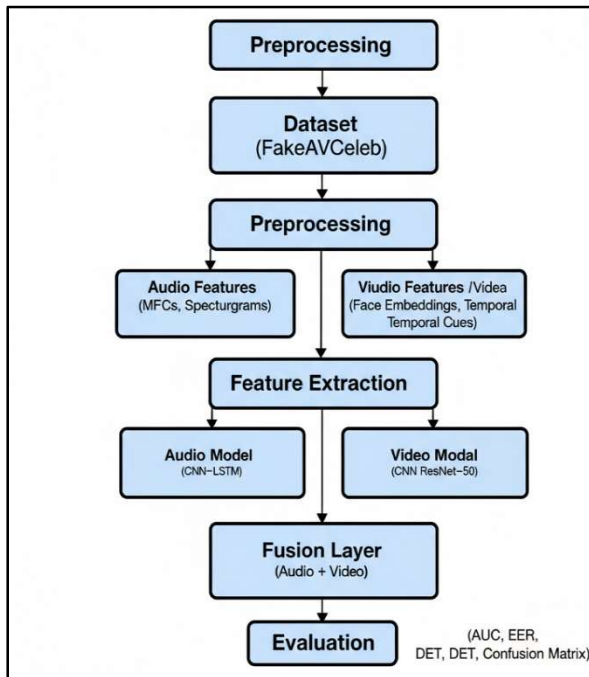 Preprocessing
Dataset
(FakeAVCeleb)
Preprocessing
Audio Features
(MFCs, Specturgrams)
Viudio Features /Videa
(Face Embeddings, Temporal
Temporal Cues)
Feature Extraction
Audio Model
(CNN-LSTM)
Video Modal
(CNN ResNet-50)
Fusion Layer
(Audio + Video)
Evaluation
(AUC, EER,
DET, DET, Confusion Matrix)